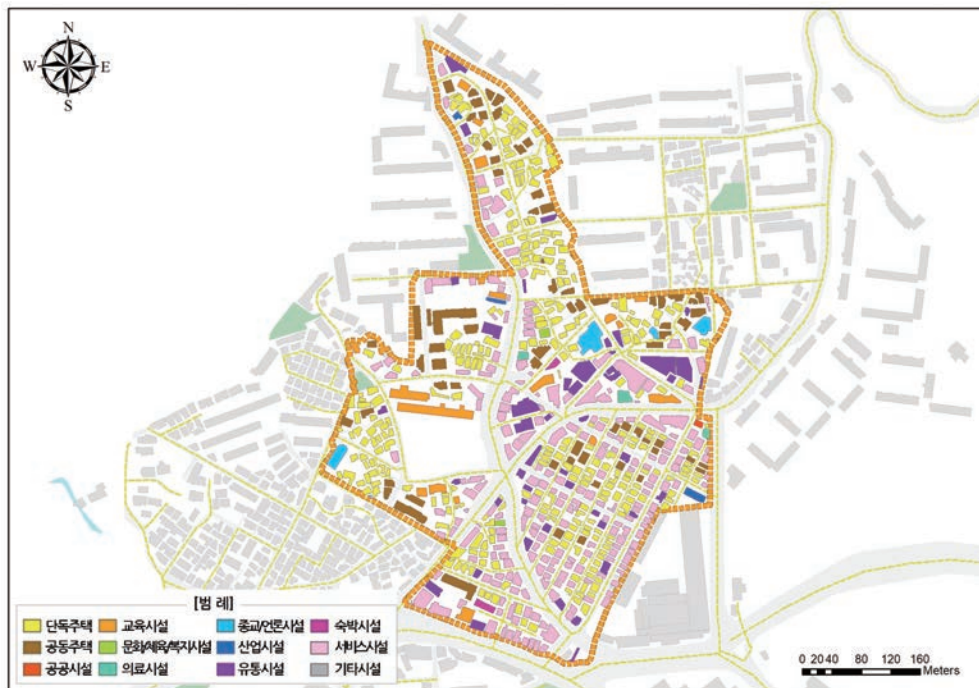 N
W E
S
[범 례]
단독주택 교육시설 종교/언론시설 숙박시설
공동주택 문화/체육/복지시설 산업시설 서비스시설
공공시설 의료시설 유통시설 기타시설
0 20 40 80 120 160
Meters